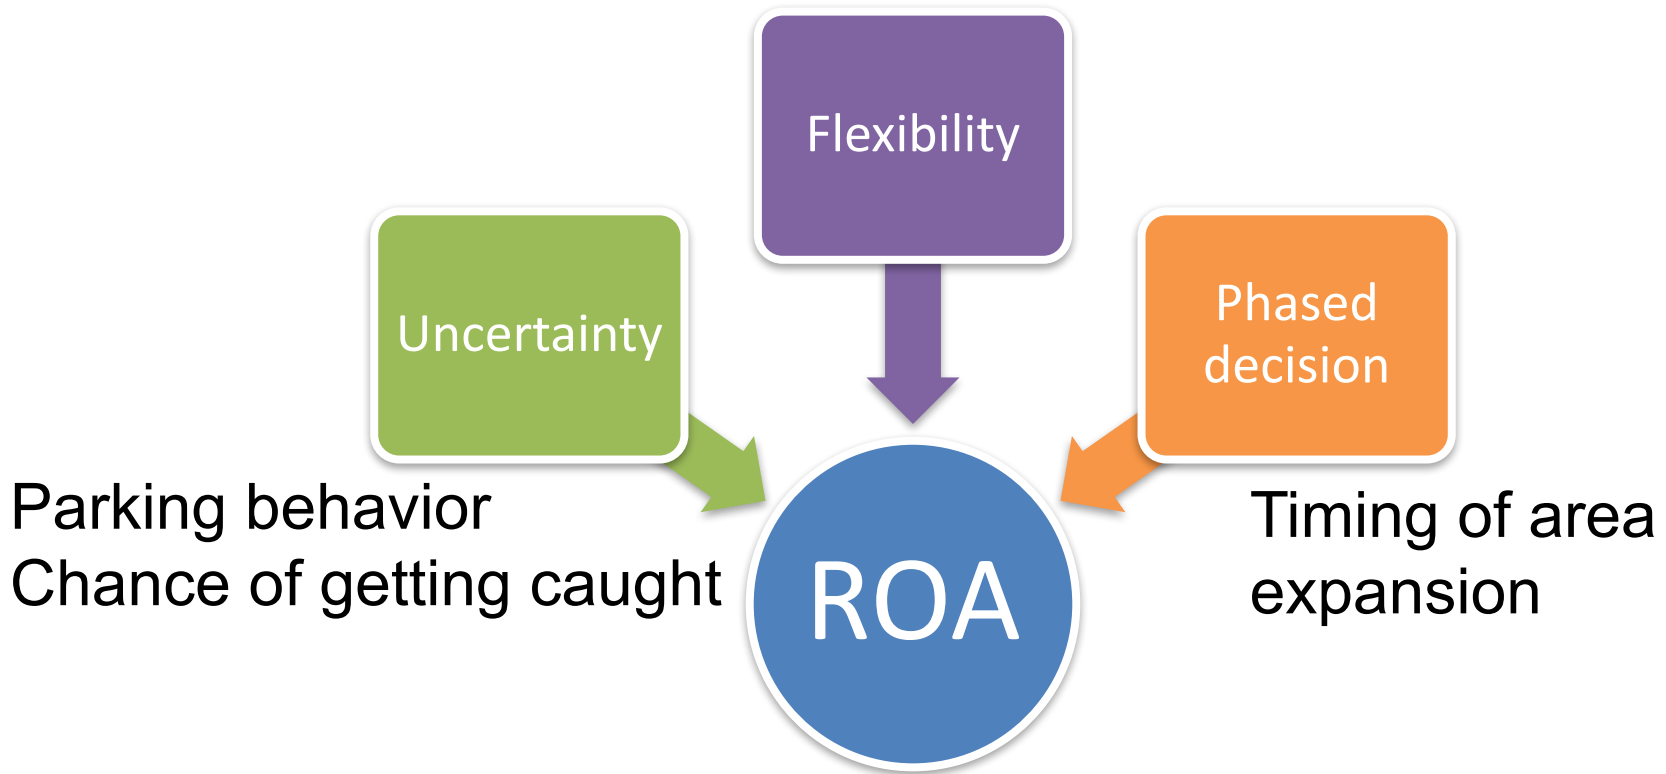 Flexibility
Uncertainty
Phased
decision
Parking behavior
Chance of getting caught
Timing of area
expansion
ROA